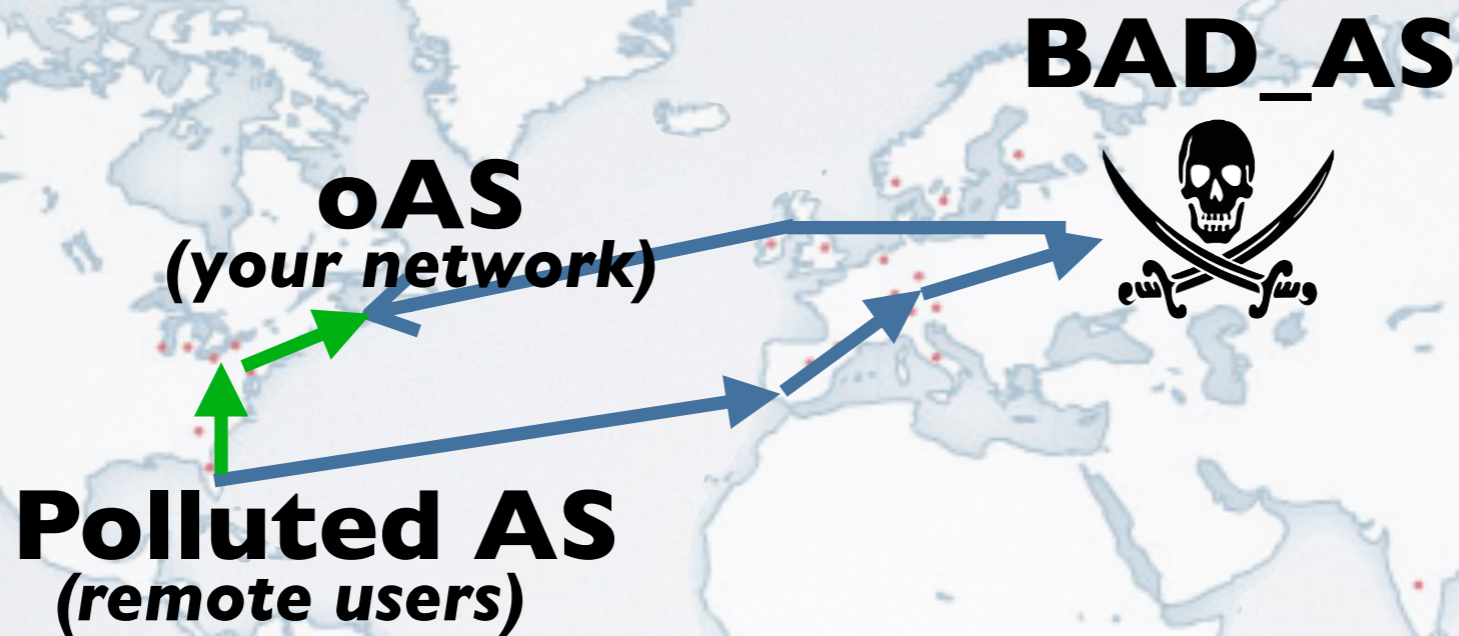 BAD_AS
oAS
(your network)
Polluted AS
(remote users)